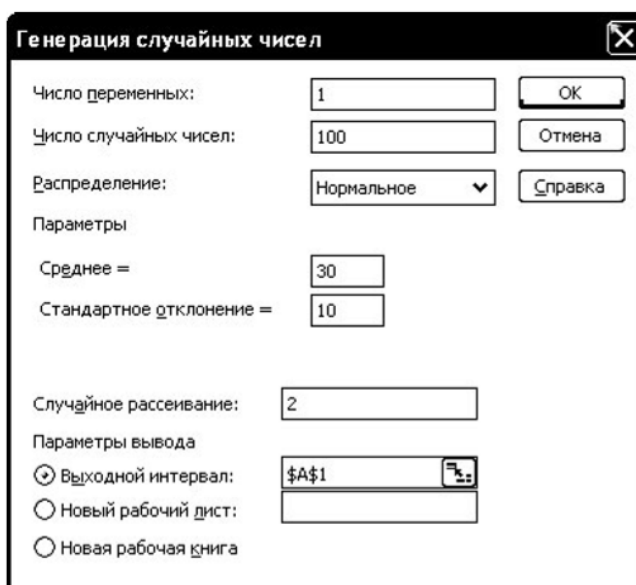 Генерация случайных чисел
Число переменных: 1 ОК
Число случайных чисел: 100 Отмена
Распределение: Нормальное Справка
Параметры
Среднее = 30
Стандартное отклонение = 10
Случайное рассеивание: 2
Параметры вывода
Выходной интервал: $A$1
Новый рабочий лист:
Новая рабочая книга